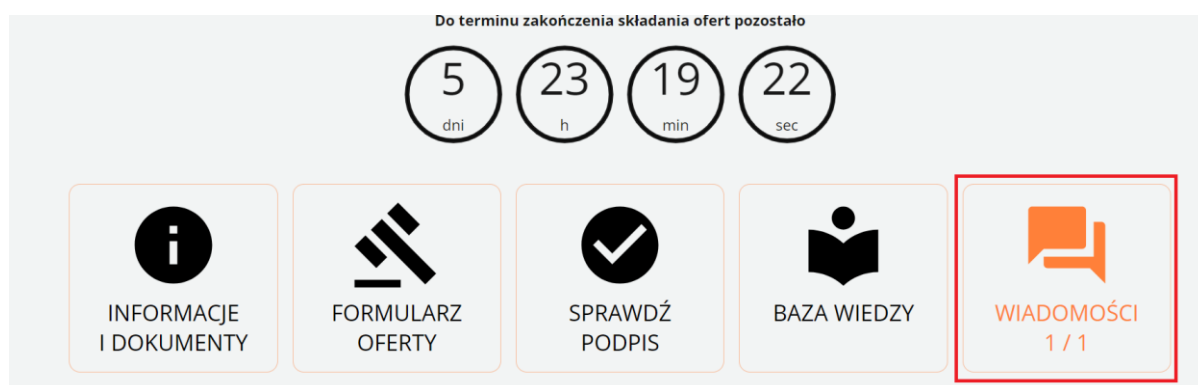 Do terminu zakończenia składania ofert pozostało
5 23 19 22
dni h min sec
INFORMACJE
I DOKUMENTY
FORMULARZ
OFERTY
SPRAWDŹ
PODPIS
BAZA WIEDZY
WIADOMOŚCI
1 / 1